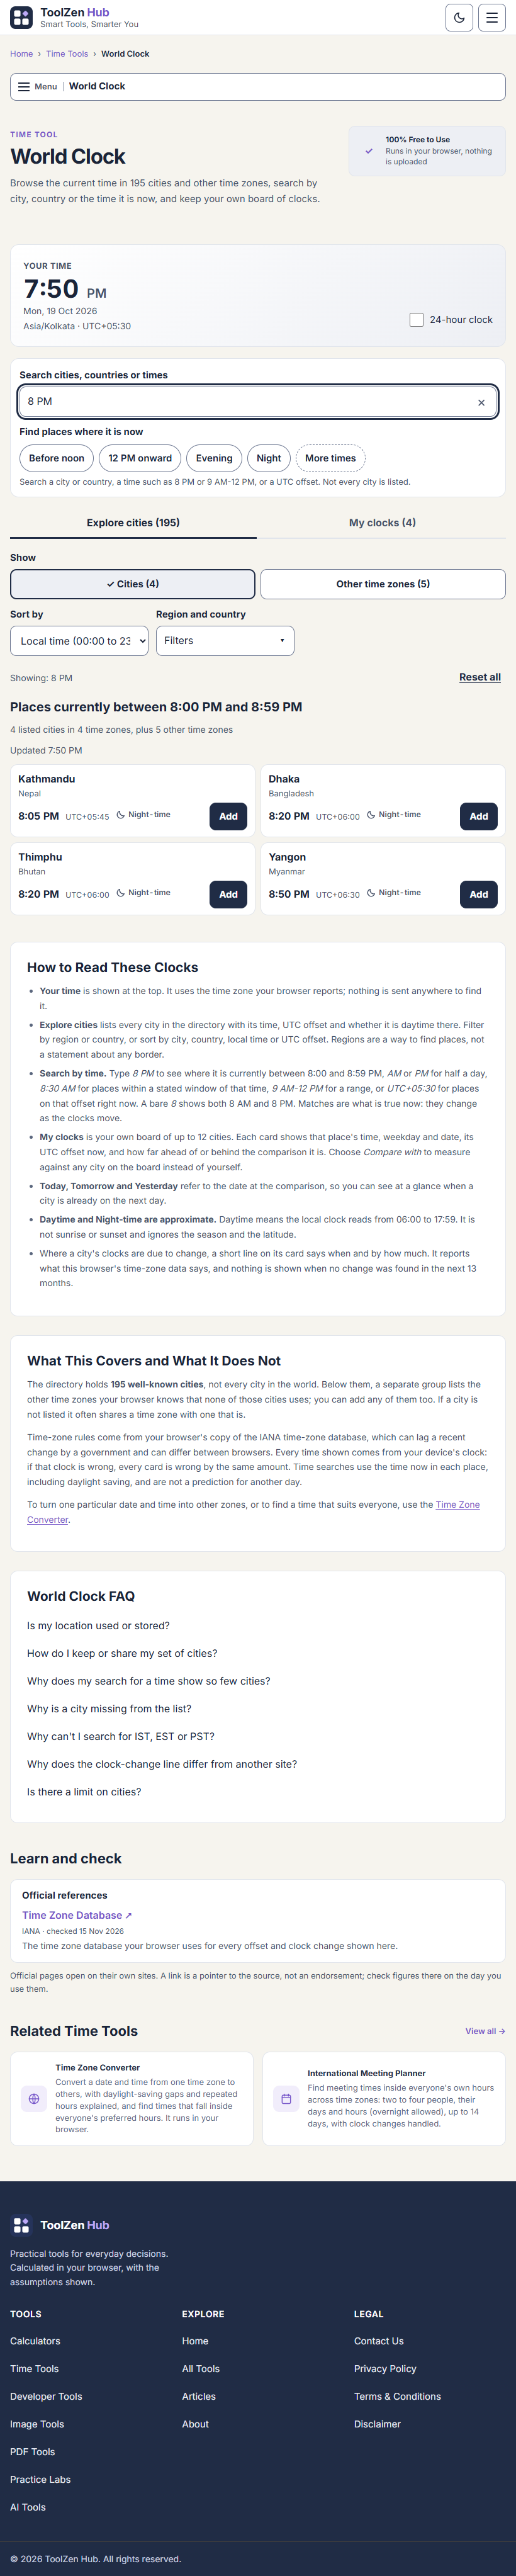 ToolZen Hub
Smart Tools, Smarter You
Home › Time Tools › World Clock
Menu | World Clock
TIME TOOL
World Clock
Browse the current time in 195 cities and other time zones, search by
city, country or the time it is now, and keep your own board of clocks.
✓
100% Free to Use
Runs in your browser, nothing
is uploaded
YOUR TIME
7:50 PM
Mon, 19 Oct 2026
Asia/Kolkata · UTC+05:30
24-hour clock
Search cities, countries or times
8 PM ×
Find places where it is now
Before noon 12 PM onward Evening Night More times
Search a city or country, a time such as 8 PM or 9 AM-12 PM, or a UTC offset. Not every city is listed.
Explore cities (195) My clocks (4)
Show
✓ Cities (4) Other time zones (5)
Sort by Region and country
Local time (00:00 to 23 Filters ▼
Showing: 8 PM Reset all
Places currently between 8:00 PM and 8:59 PM
4 listed cities in 4 time zones, plus 5 other time zones
Updated 7:50 PM
Kathmandu
Nepal
8:05 PM UTC+05:45 Night-time Add
Dhaka
Bangladesh
8:20 PM UTC+06:00 Night-time Add
Thimphu
Bhutan
8:20 PM UTC+06:00 Night-time Add
Yangon
Myanmar
8:50 PM UTC+06:30 Night-time Add
How to Read These Clocks
• Your time is shown at the top. It uses the time zone your browser reports; nothing is sent anywhere to find
it.
• Explore cities lists every city in the directory with its time, UTC offset and whether it is daytime there. Filter
by region or country, or sort by city, country, local time or UTC offset. Regions are a way to find places, not
a statement about any border.
• Search by time. Type 8 PM to see where it is currently between 8:00 and 8:59 PM, AM or PM for half a day,
8:30 AM for places within a stated window of that time, 9 AM-12 PM for a range, or UTC+05:30 for places
on that offset right now. A bare 8 shows both 8 AM and 8 PM. Matches are what is true now: they change
as the clocks move.
• My clocks is your own board of up to 12 cities. Each card shows that place's time, weekday and date, its
UTC offset now, and how far ahead of or behind the comparison it is. Choose Compare with to measure
against any city on the board instead of yourself.
• Today, Tomorrow and Yesterday refer to the date at the comparison, so you can see at a glance when a
city is already on the next day.
• Daytime and Night-time are approximate. Daytime means the local clock reads from 06:00 to 17:59. It is
not sunrise or sunset and ignores the season and the latitude.
• Where a city's clocks are due to change, a short line on its card says when and by how much. It reports
what this browser's time-zone data says, and nothing is shown when no change was found in the next 13
months.
What This Covers and What It Does Not
The directory holds 195 well-known cities, not every city in the world. Below them, a separate group lists the
other time zones your browser knows that none of those cities uses; you can add any of them too. If a city is
not listed it often shares a time zone with one that is.
Time-zone rules come from your browser's copy of the IANA time-zone database, which can lag a recent
change by a government and can differ between browsers. Every time shown comes from your device's clock:
if that clock is wrong, every card is wrong by the same amount. Time searches use the time now in each place,
including daylight saving, and are not a prediction for another day.
To turn one particular date and time into other zones, or to find a time that suits everyone, use the Time Zone
Converter.
World Clock FAQ
Is my location used or stored?
How do I keep or share my set of cities?
Why does my search for a time show so few cities?
Why is a city missing from the list?
Why can't I search for IST, EST or PST?
Why does the clock-change line differ from another site?
Is there a limit on cities?
Learn and check
Official references
Time Zone Database ↗
IANA · checked 15 Nov 2026
The time zone database your browser uses for every offset and clock change shown here.
Official pages open on their own sites. A link is a pointer to the source, not an endorsement; check figures there on the day you
use them.
Related Time Tools View all →
Time Zone Converter
Convert a date and time from one time zone to
others, with daylight-saving gaps and repeated
hours explained, and find times that fall inside
everyone's preferred hours. It runs in your
browser.
International Meeting Planner
Find meeting times inside everyone's own hours
across time zones: two to four people, their
days and hours (overnight allowed), up to 14
days, with clock changes handled.
ToolZen Hub
Practical tools for everyday decisions.
Calculated in your browser, with the
assumptions shown.
TOOLS
Calculators
Time Tools
Developer Tools
Image Tools
PDF Tools
Practice Labs
AI Tools
EXPLORE
Home
All Tools
Articles
About
LEGAL
Contact Us
Privacy Policy
Terms & Conditions
Disclaimer
© 2026 ToolZen Hub. All rights reserved.